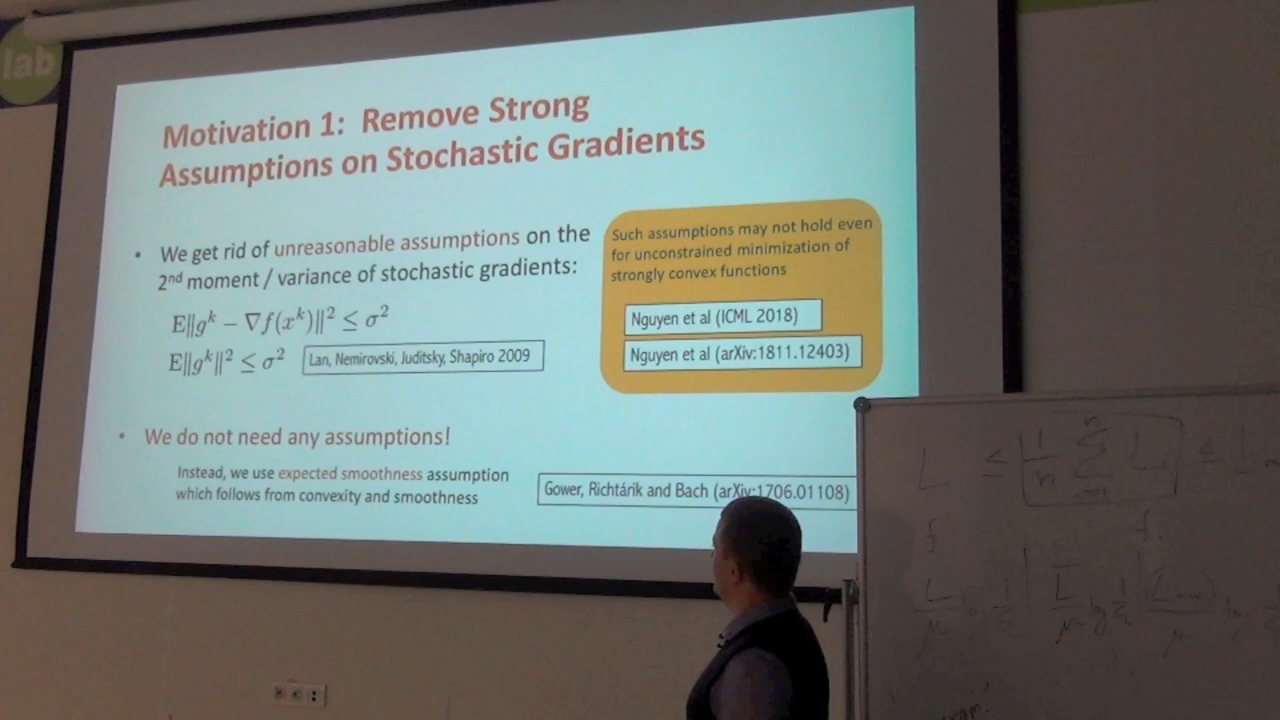 lab
Motivation 1: Remove Strong
Assumptions on Stochastic Gradients
• We get rid of unreasonable assumptions on the
2nd moment / variance of stochastic gradients:
E‖g^k − ∇f(x^k)‖² ≤ σ²
E‖g^k‖² ≤ σ²
Lan, Nemirovski, Juditsky, Shapiro 2009
Such assumptions may not hold even
for unconstrained minimization of
strongly convex functions
Nguyen et al (ICML 2018)
Nguyen et al (arXiv:1811.12403)
• We do not need any assumptions!
Instead, we use expected smoothness assumption
which follows from convexity and smoothness
Gower, Richtárik and Bach (arXiv:1706.01108)
L ≤ 1/n Σ i=1 n L ≤ L
f f